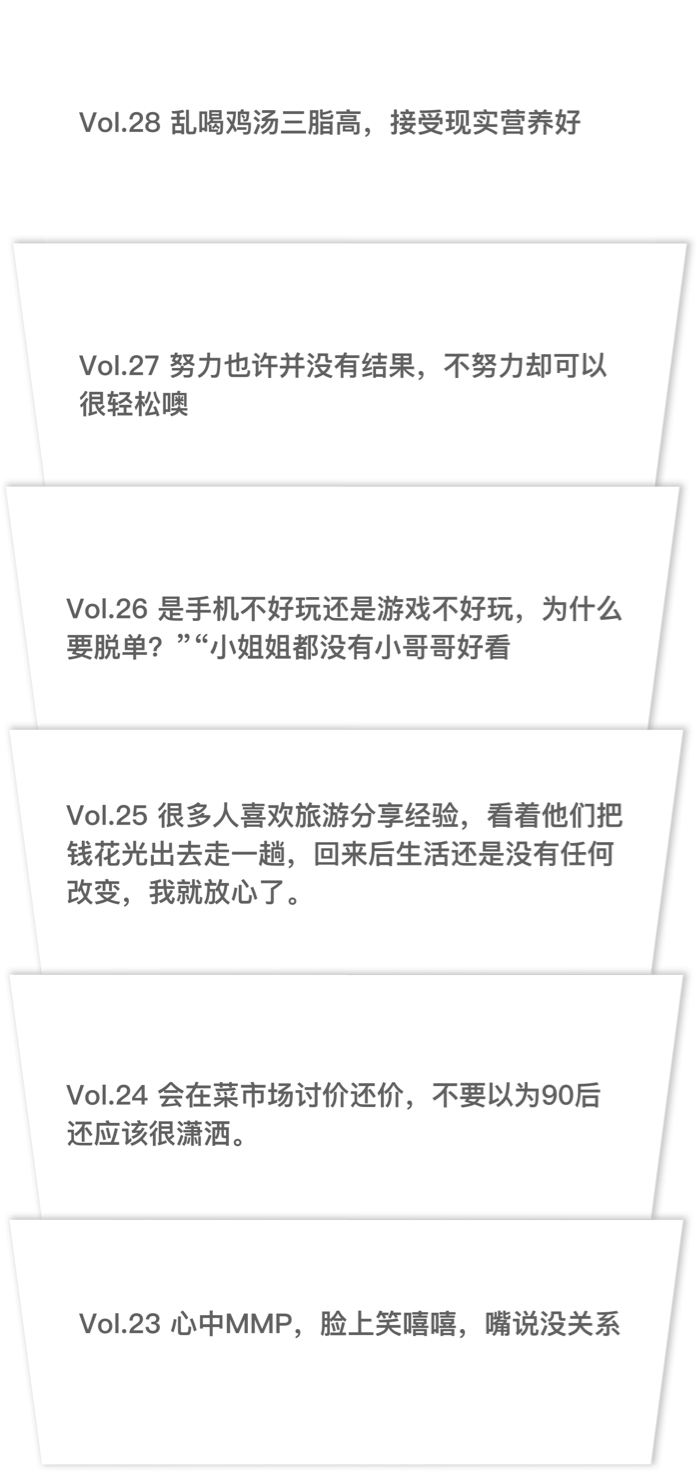 Vol.28 乱喝鸡汤三脂高，接受现实营养好
Vol.27 努力也许并没有结果，不努力却可以
很轻松噢
Vol.26 是手机不好玩还是游戏不好玩，为什么
要脱单？”“小姐姐都没有小哥哥好看
Vol.25 很多人喜欢旅游分享经验，看着他们把
钱花光出去走一趟，回来后生活还是没有任何
改变，我就放心了。
Vol.24 会在菜市场讨价还价，不要以为90后
还应该很潇洒。
Vol.23 心中MMP，脸上笑嘻嘻，嘴说没关系